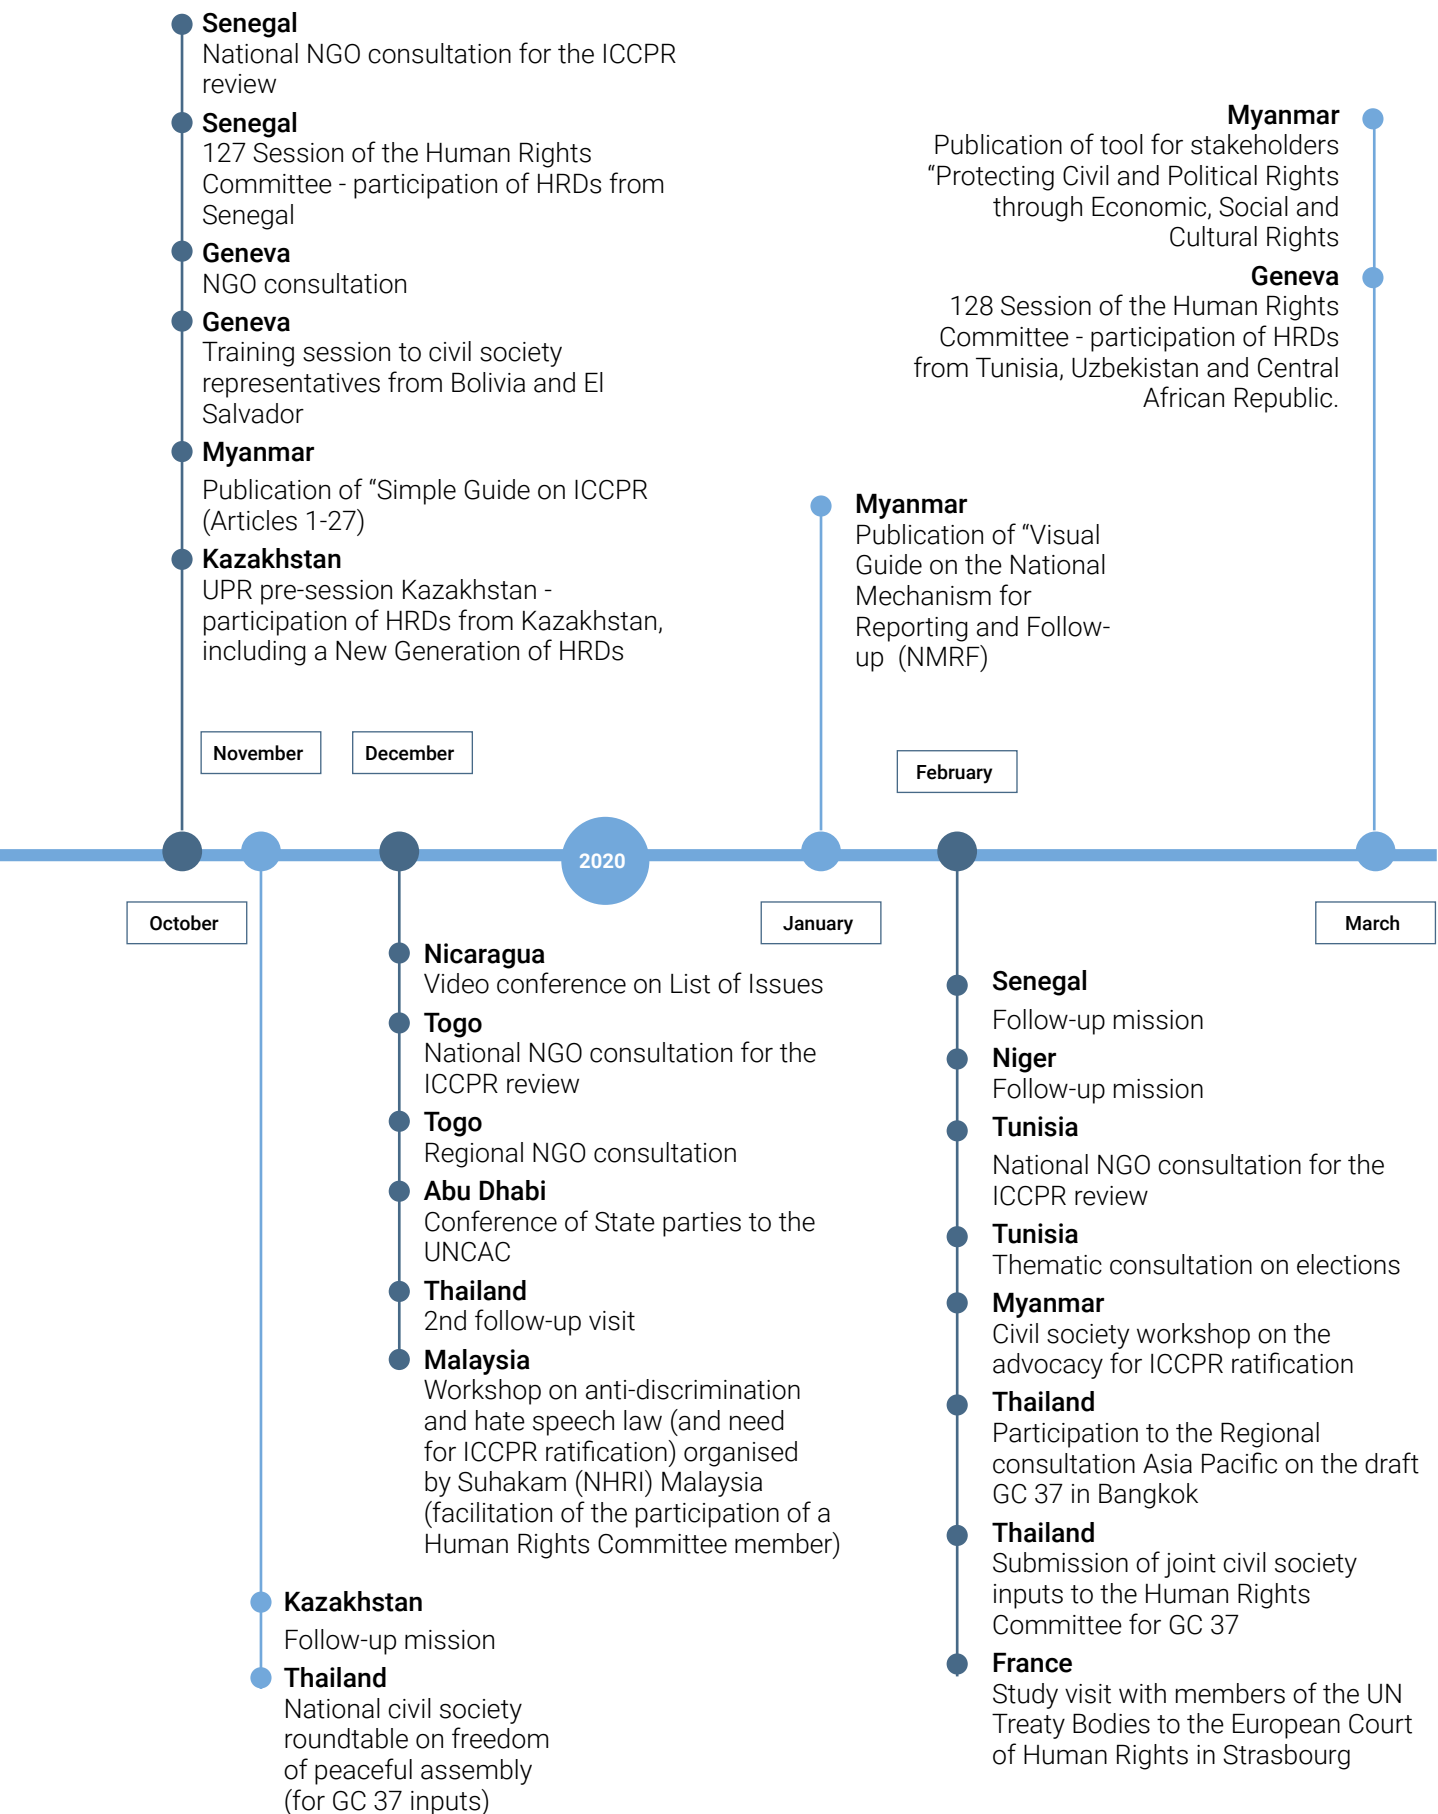 Senegal
National NGO consultation for the ICCPR
review
Senegal
127 Session of the Human Rights
Committee - participation of HRDs from
Senegal
Geneva
NGO consultation
Geneva
Training session to civil society
representatives from Bolivia and El
Salvador
Myanmar
Publication of “Simple Guide on ICCPR
(Articles 1-27)
Kazakhstan
UPR pre-session Kazakhstan -
participation of HRDs from Kazakhstan,
including a New Generation of HRDs
Myanmar
Publication of tool for stakeholders
“Protecting Civil and Political Rights
through Economic, Social and
Cultural Rights
Geneva
128 Session of the Human Rights
Committee - participation of HRDs
from Tunisia, Uzbekistan and Central
African Republic.
Myanmar
Publication of “Visual
Guide on the National
Mechanism for
Reporting and Follow-
up (NMRF)
November
December
February
2020
October
January
March
Nicaragua
Video conference on List of Issues
Togo
National NGO consultation for the
ICCPR review
Togo
Regional NGO consultation
Abu Dhabi
Conference of State parties to the
UNCAC
Thailand
2nd follow-up visit
Malaysia
Workshop on anti-discrimination
and hate speech law (and need
for ICCPR ratification) organised
by Suhakam (NHRI) Malaysia
(facilitation of the participation of a
Human Rights Committee member)
Kazakhstan
Follow-up mission
Thailand
National civil society
roundtable on freedom
of peaceful assembly
(for GC 37 inputs)
Senegal
Follow-up mission
Niger
Follow-up mission
Tunisia
National NGO consultation for the
ICCPR review
Tunisia
Thematic consultation on elections
Myanmar
Civil society workshop on the
advocacy for ICCPR ratification
Thailand
Participation to the Regional
consultation Asia Pacific on the draft
GC 37 in Bangkok
Thailand
Submission of joint civil society
inputs to the Human Rights
Committee for GC 37
France
Study visit with members of the UN
Treaty Bodies to the European Court
of Human Rights in Strasbourg